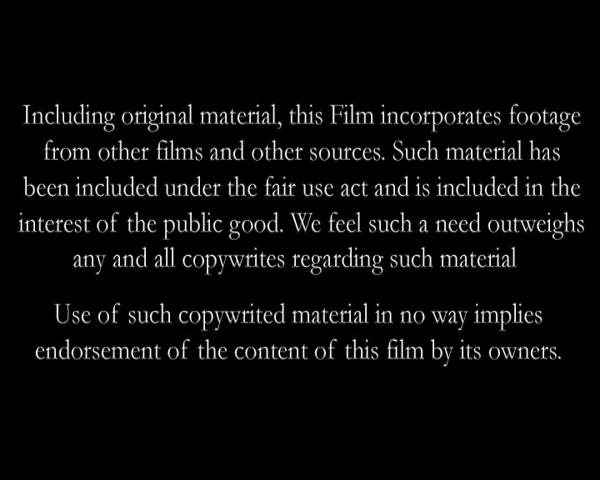 Including original material, this Film incorporates footage
from other films and other sources. Such material has
been included under the fair use act and is included in the
interest of the public good. We feel such a need outweighs
any and all copywrites regarding such material
Use of such copywrited material in no way implies
endorsement of the content of this film by its owners.